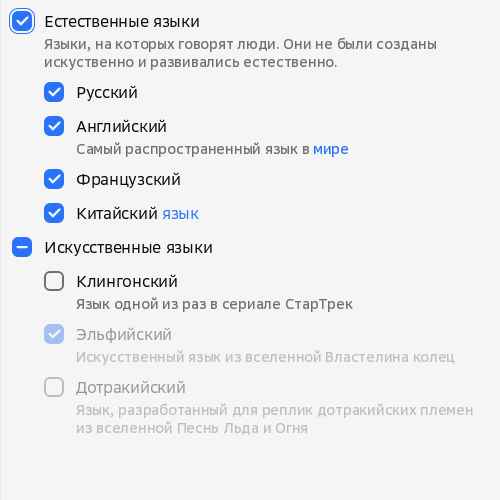 Естественные языки
Языки, на которых говорят люди. Они не были созданы
искуственно и развивались естественно.
Русский
Английский
Самый распространенный язык в мире
Французский
Китайский язык
Искусственные языки
Клингонский
Язык одной из раз в сериале СтарТрек
Эльфийский
Искусственный язык из вселенной Властелина колец
Дотракийский
Язык, разработанный для реплик дотракийских племен
из вселенной Песнь Льда и Огня